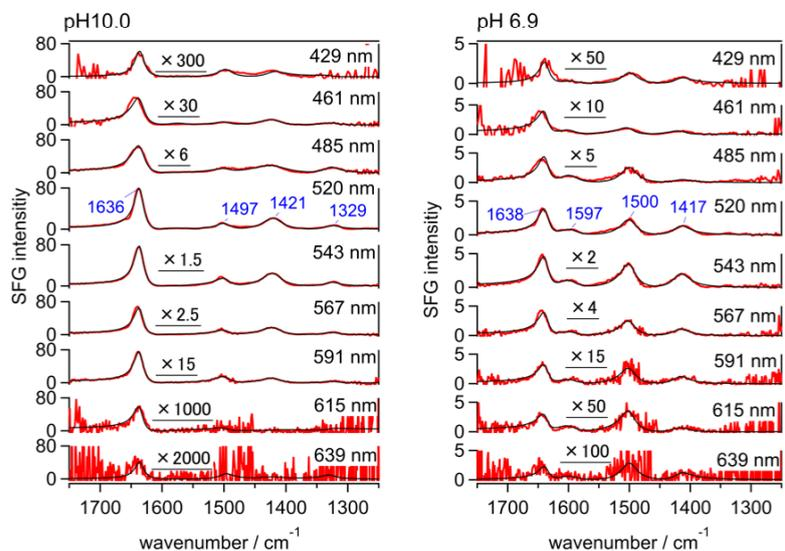 pH10.0
80
0
× 300
429 nm
80
0
× 30
461 nm
80
0
× 6
485 nm
80
0
1636
1497
1421
1329
520 nm
80
0
× 1.5
543 nm
80
0
× 2.5
567 nm
80
0
× 15
591 nm
80
0
× 1000
615 nm
80
0
× 2000
639 nm
SFG intensitiy
1700
1600
1500
1400
1300
wavenumber / cm-1
pH 6.9
5
0
× 50
429 nm
5
0
× 10
461 nm
5
0
× 5
485 nm
5
0
1638
1597
1500
1417
520 nm
5
0
× 2
543 nm
5
0
× 4
567 nm
5
0
× 15
591 nm
5
0
× 50
615 nm
5
0
× 100
639 nm
SFG intensitiy
1700
1600
1500
1400
1300
wavenumber / cm-1